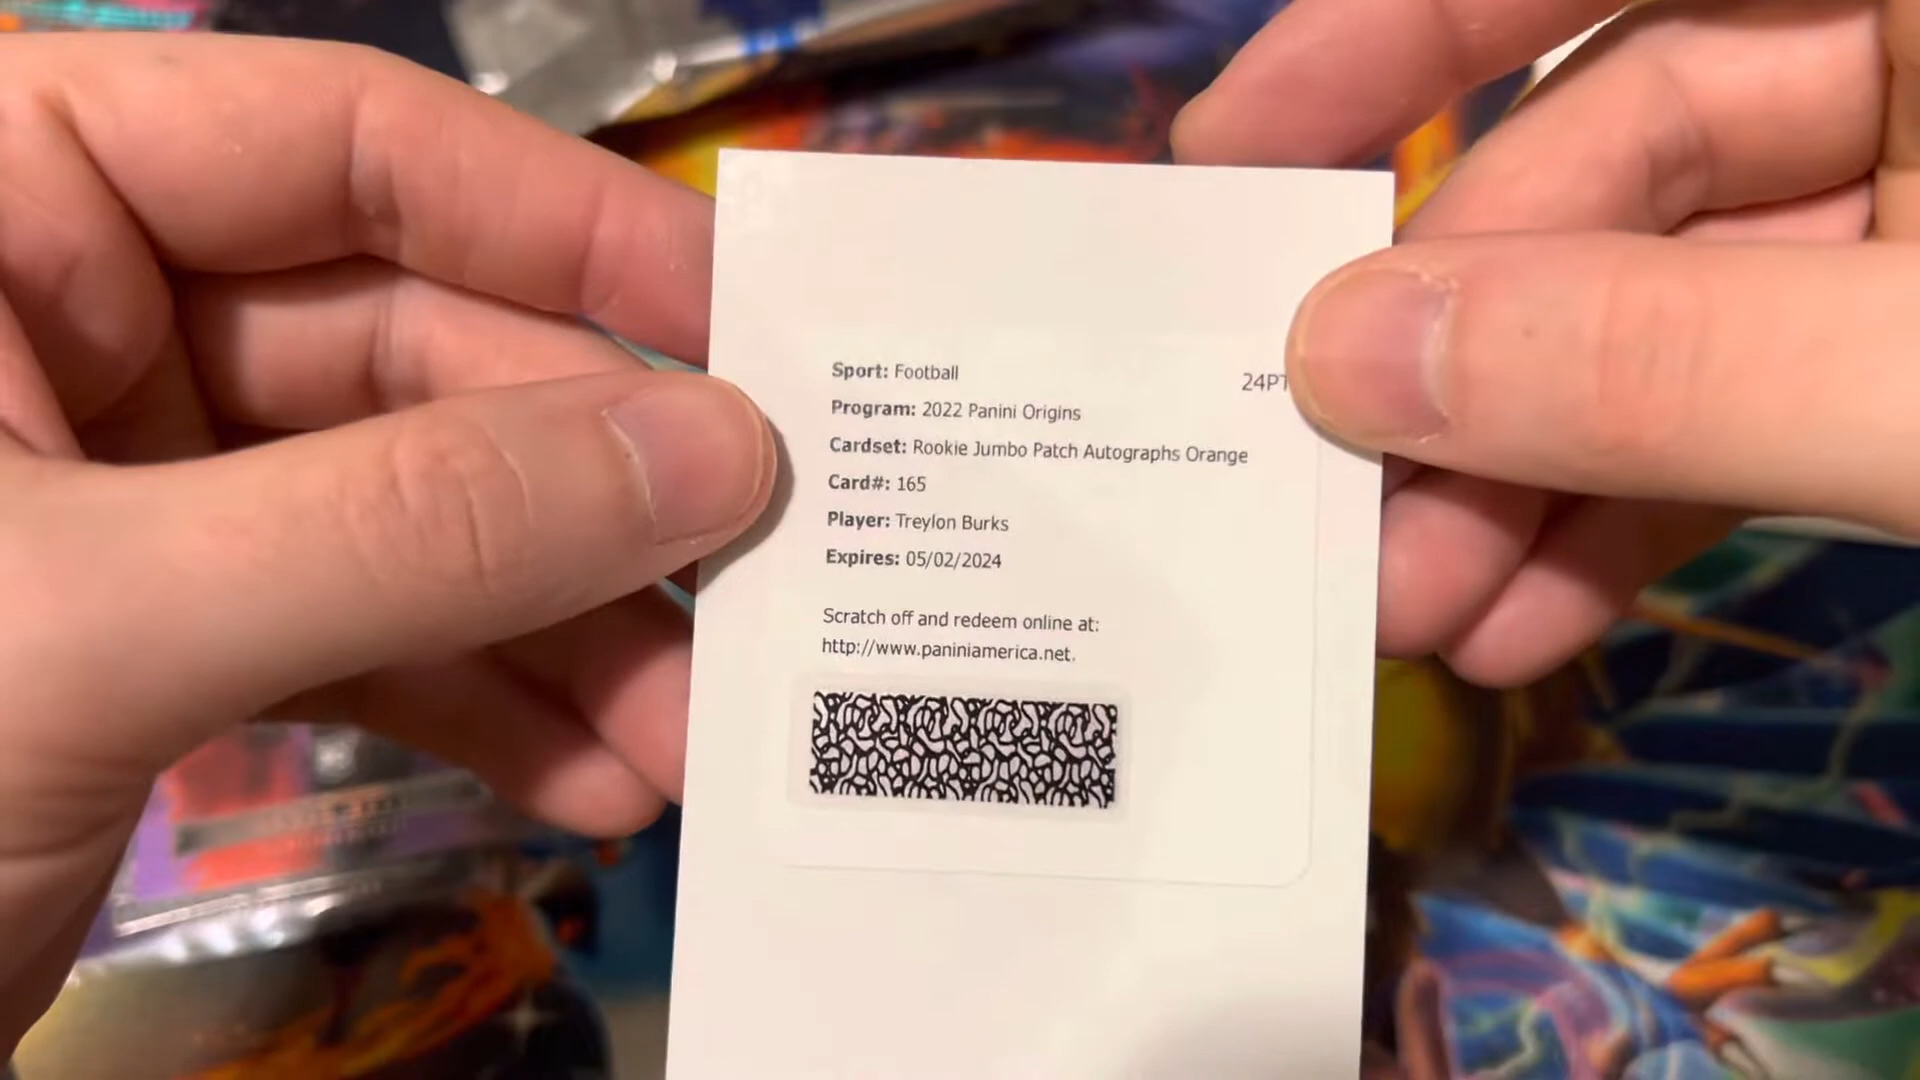 Sport: Football
24PT
Program: 2022 Panini Origins
Cardset: Rookie Jumbo Patch Autographs Orange
Card#: 165
Player: Treylon Burks
Expires: 05/02/2024
Scratch off and redeem online at:
http://www.paniniamerica.net.